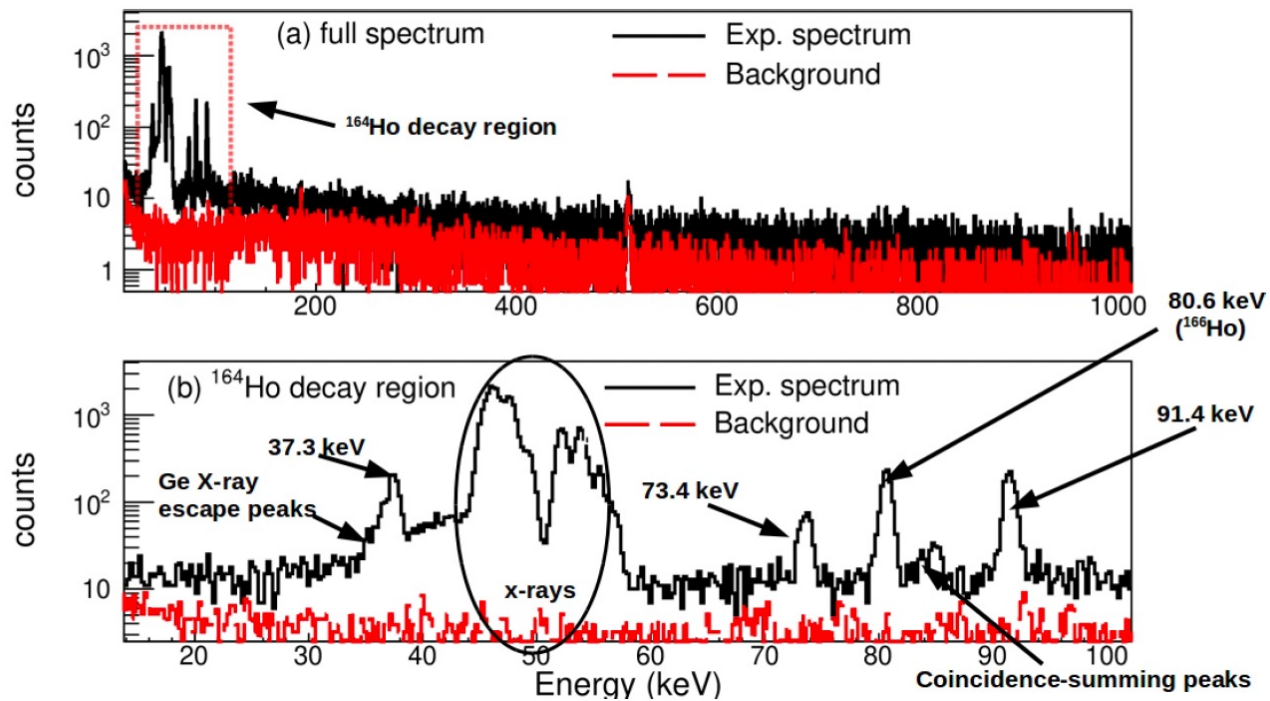 (a) full spectrum
Exp. spectrum
Background
¹⁶⁴Ho decay region
counts
10³
10²
10
1
200 400 600 800 1000
80.6 keV
(¹⁶⁶Ho)
(b) ¹⁶⁴Ho decay region
Exp. spectrum
Background
91.4 keV
37.3 keV
Ge X-ray
escape peaks
73.4 keV
x-rays
counts
10³
10²
10
20 30 40 50 60 70 80 90 100
Energy (keV)
Coincidence-summing peaks